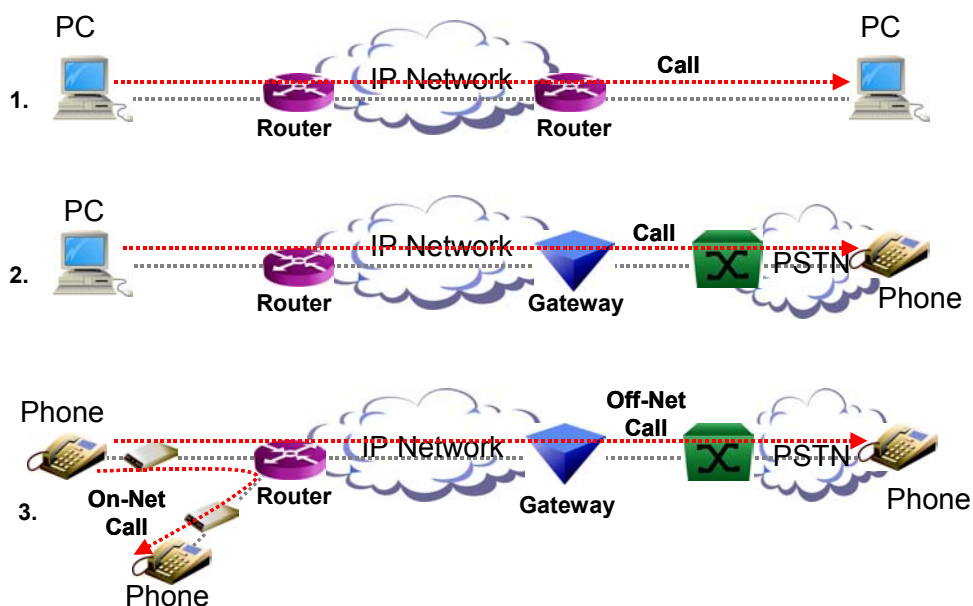 PC
PC
IP Network
Call
1.
Router
Router
PC
IP Network
Call
PSTN
2.
Router
Gateway
Phone
Off-Net
Call
Phone
IP Network
PSTN
On-Net
Call
Router
Gateway
Phone
3.
Phone